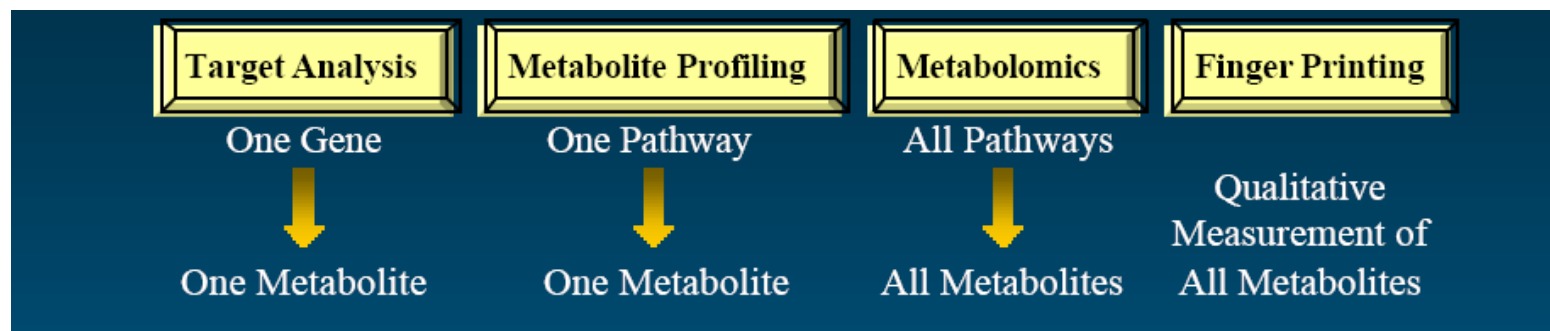 Target Analysis
One Gene
One Metabolite
Metabolite Profiling
One Pathway
One Metabolite
Metabolomics
All Pathways
All Metabolites
Finger Printing
Qualitative
Measurement of
All Metabolites